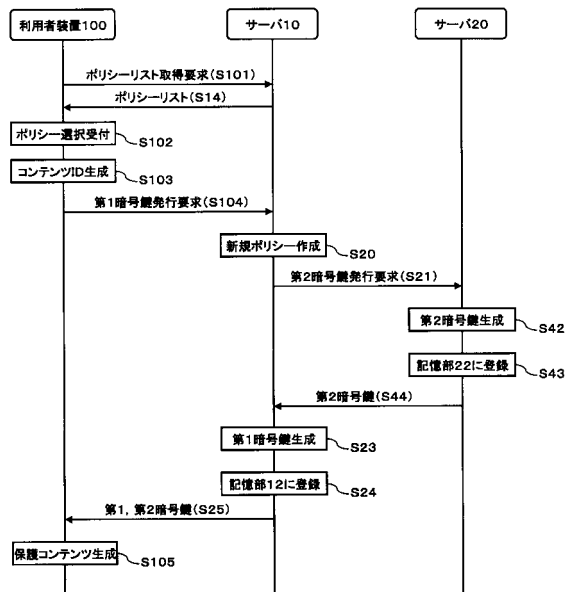 利用者装置100
サーバ10
サーバ20
ポリシーリスト取得要求(S101)
ポリシーリスト(S14)
ポリシー選択受付
S102
コンテンツID生成
S103
第1暗号鍵発行要求(S104)
新規ポリシー作成
S20
第2暗号鍵発行要求(S21)
第2暗号鍵生成
S42
記憶部22に登録
S43
第2暗号鍵(S44)
第1暗号鍵生成
S23
記憶部12に登録
S24
第1,第2暗号鍵(S25)
保護コンテンツ生成
S105